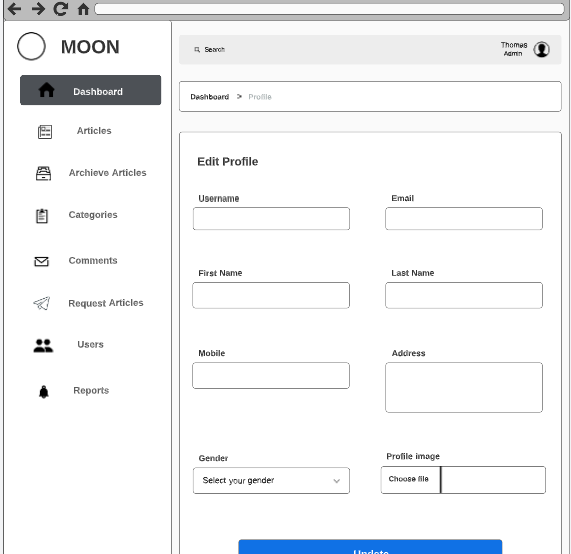 MOON
Search
Thomas
Admin
Dashboard
Articles
Archieve Articles
Categories
Comments
Request Articles
Users
Reports
Dashboard > Profile
Edit Profile
Username
Email
First Name
Last Name
Mobile
Address
Gender
Profile image
Select your gender
Choose file
Update